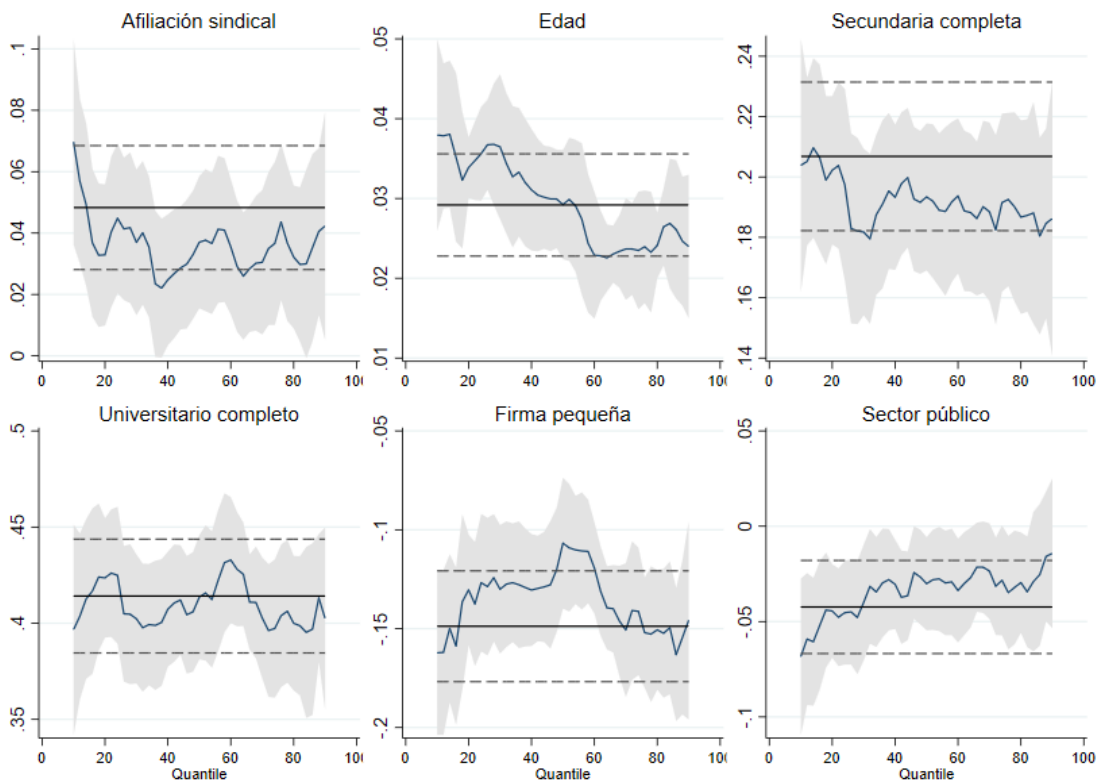 Afiliación sindical
.1
.08
.06
.04
.02
0
0 20 40 60 80 100
Edad
.05
.04
.03
.02
.01
0 20 40 60 80 100
Secundaria completa
.24
.22
.2
.18
.16
.14
0 20 40 60 80 100
Universitario completo
.5
.45
.4
.35
0 20 40 60 80 100
Quantile
Firma pequeña
-.05
-.1
-.15
-.2
0 20 40 60 80 100
Quantile
Sector público
.05
0
-.05
-.1
0 20 40 60 80 100
Quantile